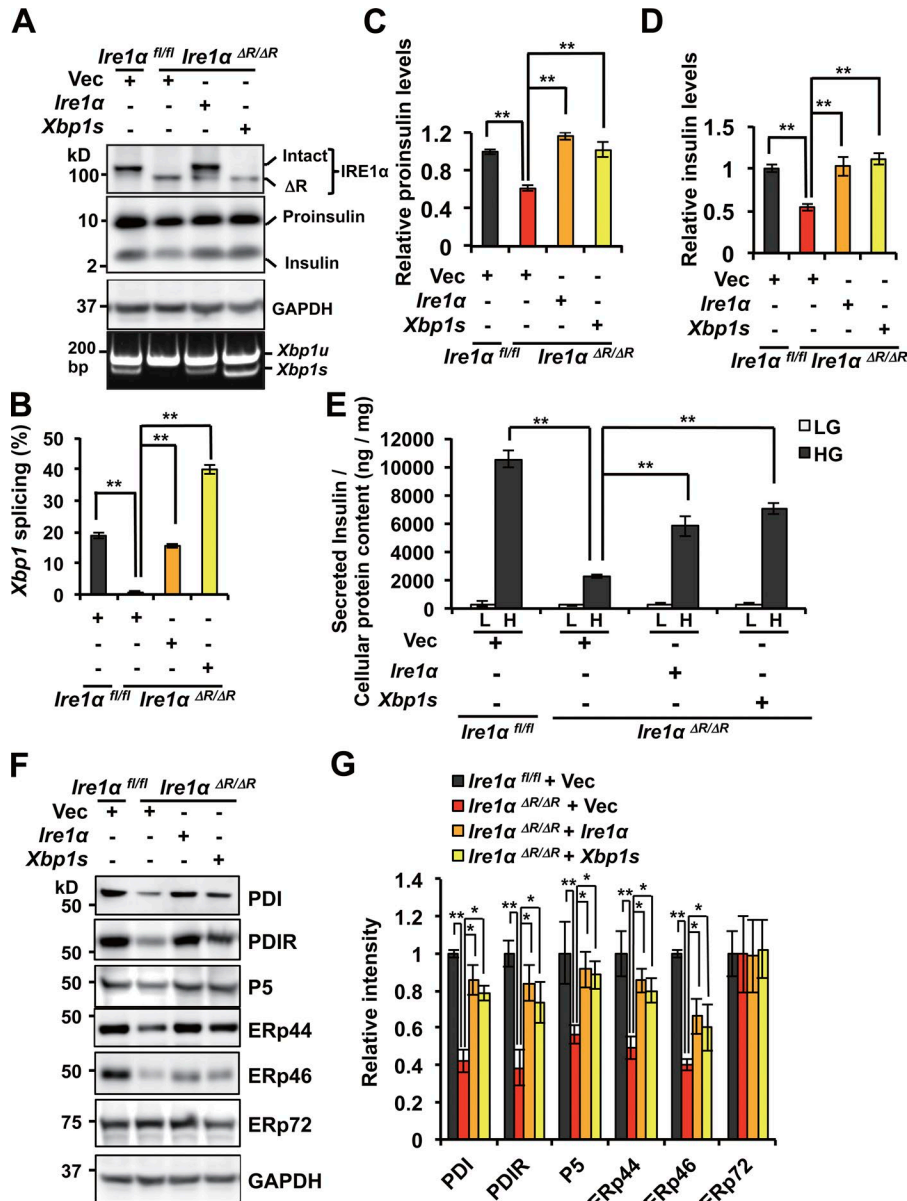 A
Ire1α fl/fl Ire1α ΔR/ΔR
Vec + + - -
Ire1α - - + -
Xbp1s - - - +
kD
100
Intact
ΔR
IRE1α
10
Proinsulin
2
Insulin
37
GAPDH
200
bp
Xbp1u
Xbp1s
B
Xbp1 splicing (%)
50
40
30
20
10
0
** ** **
+ + - -
- - + -
- - - +
Ire1α fl/fl Ire1α ΔR/ΔR
C
Relative proinsulin levels
1.2
0.8
0.4
0
** ** **
Vec + + - -
Ire1α - - + -
Xbp1s - - - +
Ire1α fl/fl Ire1α ΔR/ΔR
D
Relative insulin levels
1.5
1
0.5
0
** ** **
Vec + + - -
Ire1α - - + -
Xbp1s - - - +
Ire1α fl/fl Ire1α ΔR/ΔR
E
Secreted Insulin /
Cellular protein content (ng / mg)
12000
10000
8000
6000
4000
2000
0
** ** **
LG
HG
L H L H L H L H
Vec + + - -
Ire1α - - + -
Xbp1s - - - +
Ire1α fl/fl Ire1α ΔR/ΔR
F
Ire1α fl/fl Ire1α ΔR/ΔR
Vec + + - -
Ire1α - - + -
Xbp1s - - - +
kD
50
PDI
50
PDIR
50
P5
50
ERp44
50
ERp46
75
ERp72
37
GAPDH
G
Ire1α fl/fl + Vec
Ire1α ΔR/ΔR + Vec
Ire1α ΔR/ΔR + Ire1α
Ire1α ΔR/ΔR + Xbp1s
Relative intensity
1.4
1.2
1
0.8
0.6
0.4
0.2
0
** * *
** * *
** * *
** * *
** * *
PDI
PDIR
P5
ERp44
ERp46
ERp72